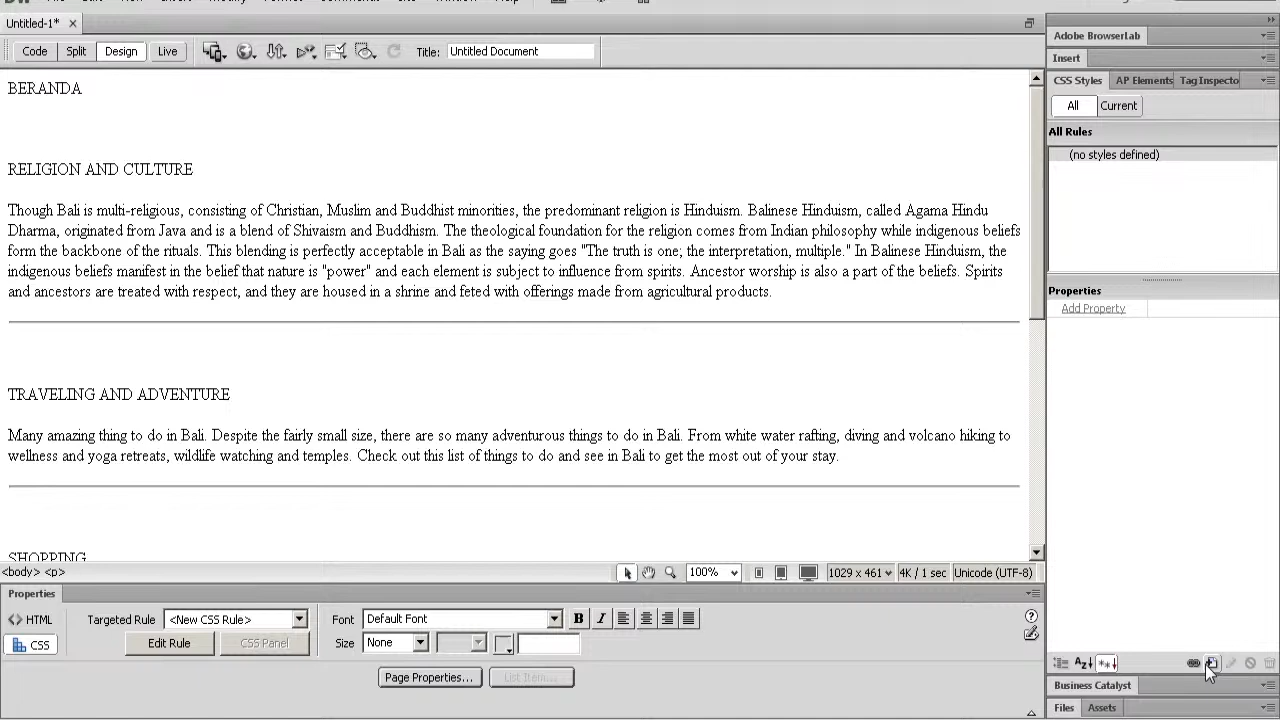 Untitled-1*
Code Split Design Live Title: Untitled Document
BERANDA
RELIGION AND CULTURE
Though Bali is multi-religious, consisting of Christian, Muslim and Buddhist minorities, the predominant religion is Hinduism. Balinese Hinduism, called Agama Hindu
Dharma, originated from Java and is a blend of Shivaism and Buddhism. The theological foundation for the religion comes from Indian philosophy while indigenous beliefs
form the backbone of the rituals. This blending is perfectly acceptable in Bali as the saying goes "The truth is one; the interpretation, multiple." In Balinese Hinduism, the
indigenous beliefs manifest in the belief that nature is "power" and each element is subject to influence from spirits. Ancestor worship is also a part of the beliefs. Spirits
and ancestors are treated with respect, and they are housed in a shrine and feted with offerings made from agricultural products.
TRAVELING AND ADVENTURE
Many amazing thing to do in Bali. Despite the fairly small size, there are so many adventurous things to do in Bali. From white water rafting, diving and volcano hiking to
wellness and yoga retreats, wildlife watching and temples. Check out this list of things to do and see in Bali to get the most out of your stay.
SHOPPING
<body> <p>
100% 1029 x 461 4K / 1 sec Unicode (UTF-8)
Properties
HTML Targeted Rule <New CSS Rule> Font Default Font B I
CSS Edit Rule CSS Panel Size None
Page Properties... List Item...
Adobe BrowserLab
Insert
CSS Styles AP Elements Tag Inspecto
All Current
All Rules
(no styles defined)
Properties
Add Property
Business Catalyst
Files Assets